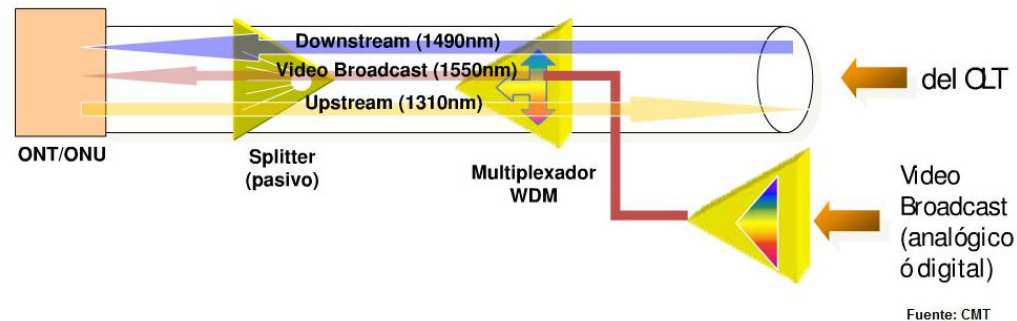 Downstream (1490nm)
Video Broadcast (1550nm)
Upstream (1310nm)
del OLT
ONT/ONU
Splitter
(pasivo)
Multiplexador
WDM
Video
Broadcast
(analógico
ó digital)
Fuente: CMT